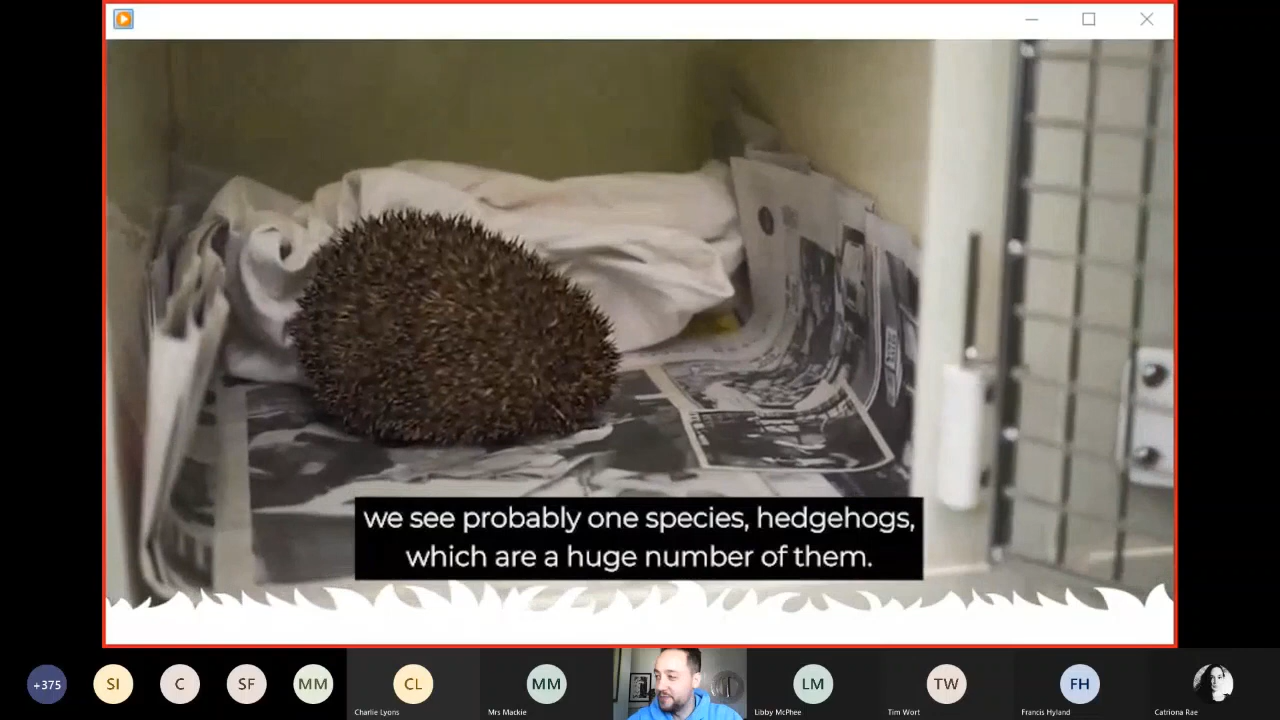 we see probably one species, hedgehogs,
which are a huge number of them.
+375
SI
C
SF
MM
CL
MM
LM
TW
FH
Charlie Lyons
Mrs Mackie
Libby McPhee
Tim Wort
Francis Hyland
Catriona Rae